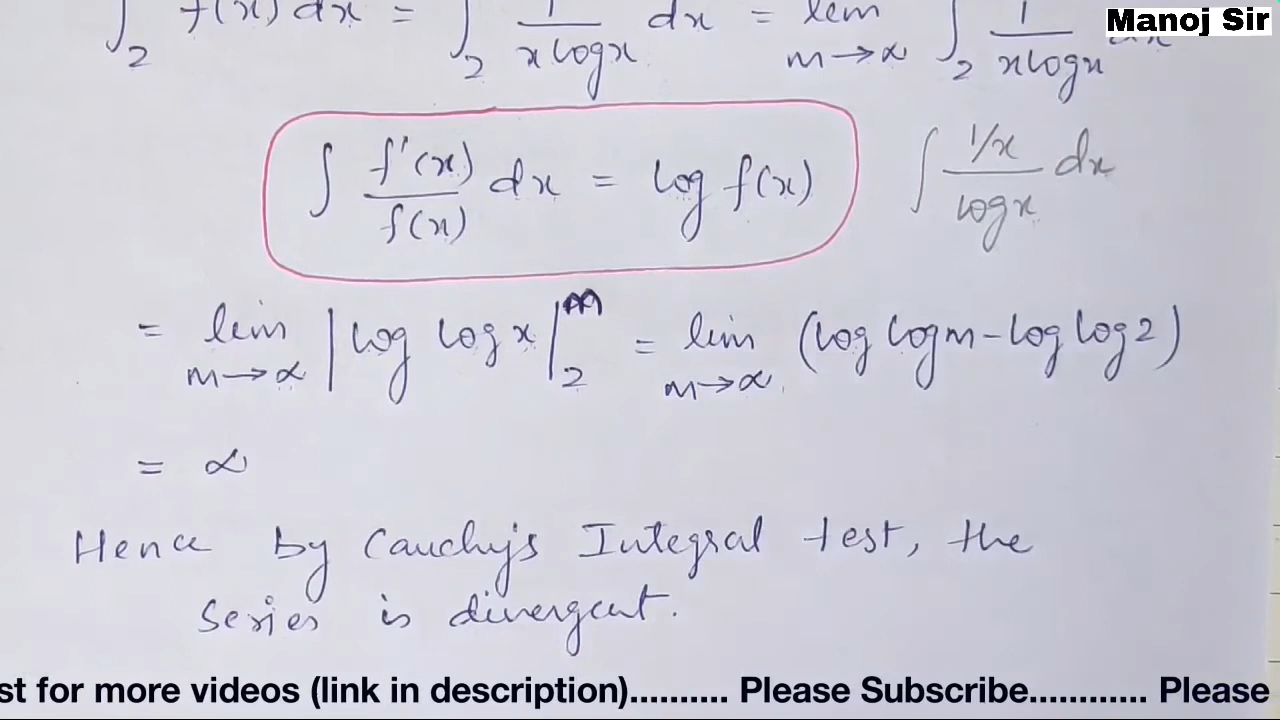 Manoj Sir
∫₂ f(x) dx = ∫₂ 1/(x log x) dx = lim m→∞ ∫₂ 1/(x log x) dx
∫ f'(x)/f(x) dx = log f(x)
∫ (1/x)/(log x) dx
= lim m→∞ | log log x |₂^m = lim m→∞ (log log m - log log 2)
= ∞
Hence by Cauchy's Integral test, the
series is divergent.
st for more videos (link in description).......... Please Subscribe............ Please